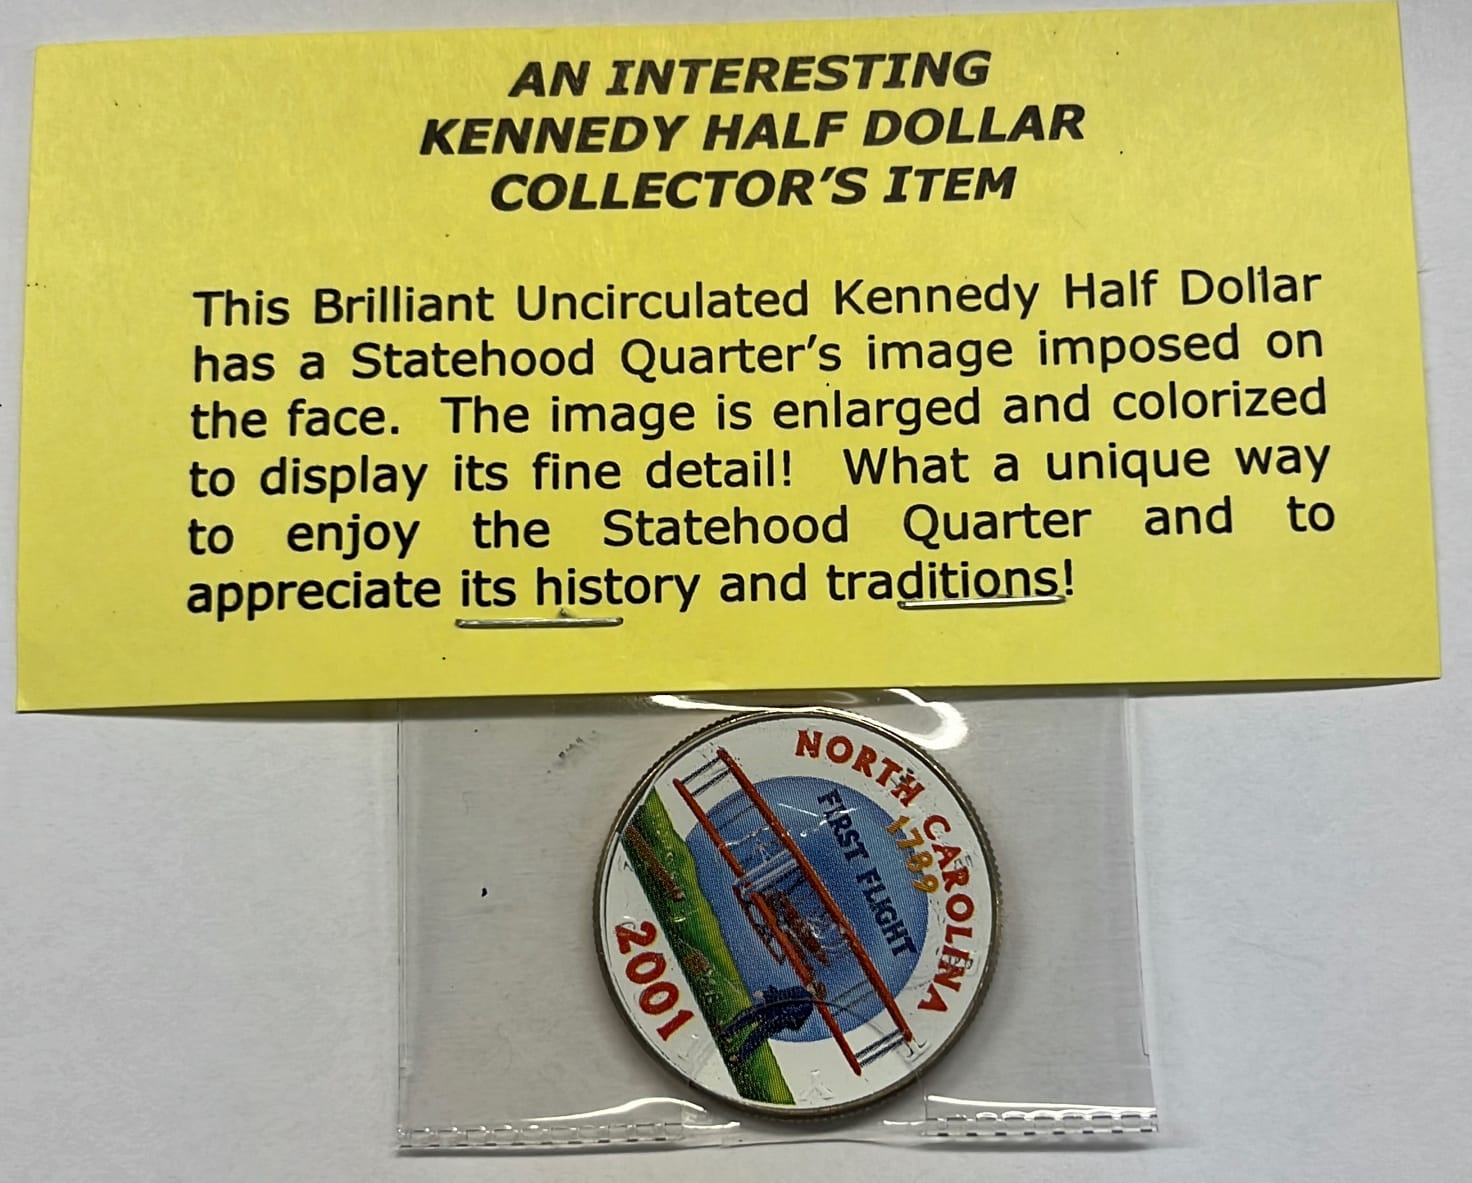 AN INTERESTING
KENNEDY HALF DOLLAR
COLLECTOR'S ITEM
This Brilliant Uncirculated Kennedy Half Dollar
has a Statehood Quarter's image imposed on
the face. The image is enlarged and colorized
to display its fine detail! What a unique way
to enjoy the Statehood Quarter and to
appreciate its history and traditions!
NORTH CAROLINA
1789
FIRST FLIGHT
2001